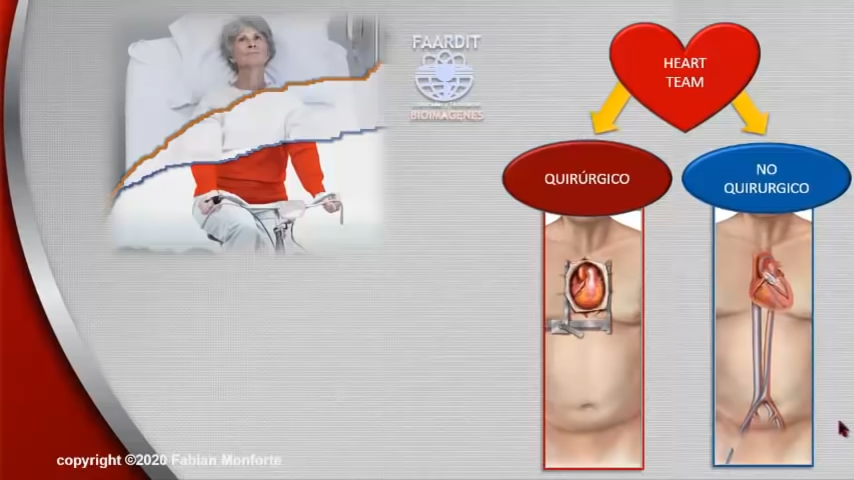 FAARDIT
BIOIMAGENES
HEART
TEAM
QUIRÚRGICO
NO
QUIRURGICO
copyright ©2020 Fabian Monforte